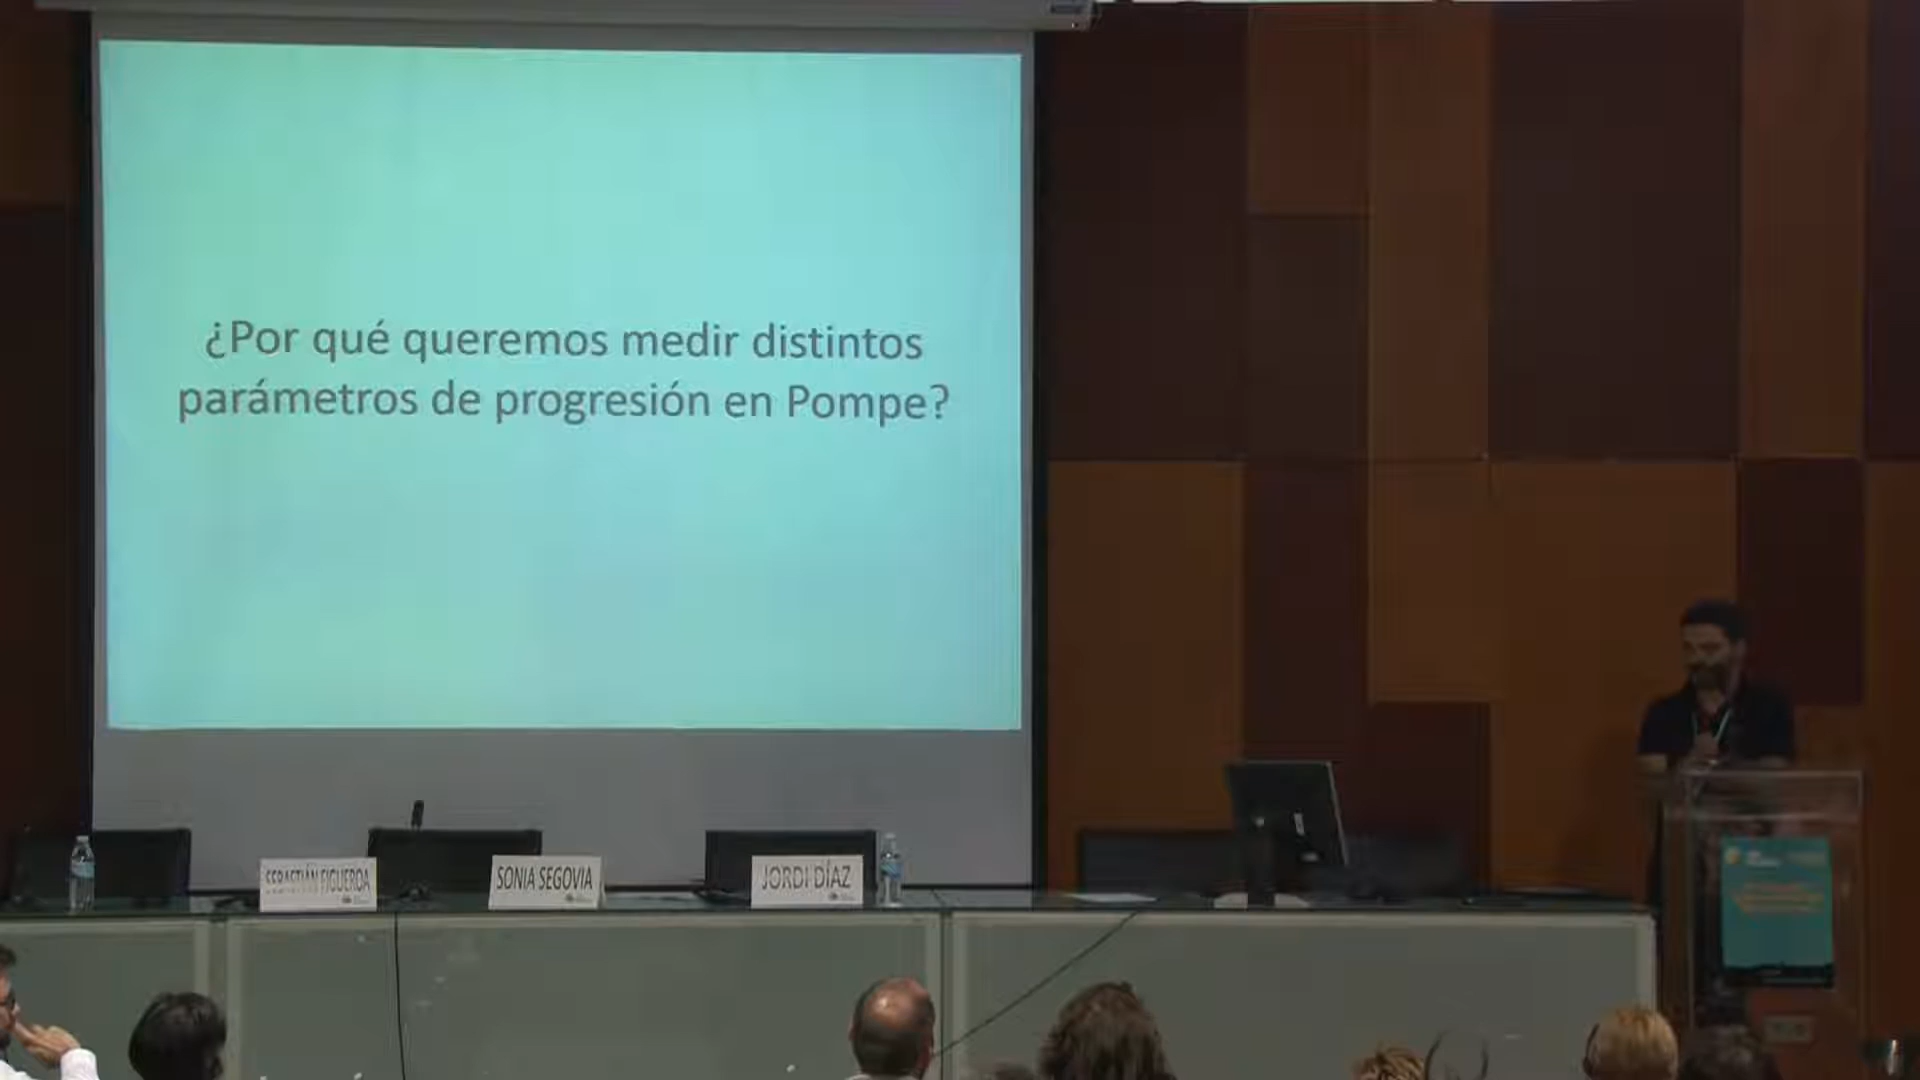 ¿Por qué queremos medir distintos
parámetros de progresión en Pompe?
SEBASTIÁN FIGUEROA
SONIA SEGOVIA
JORDI DÍAZ